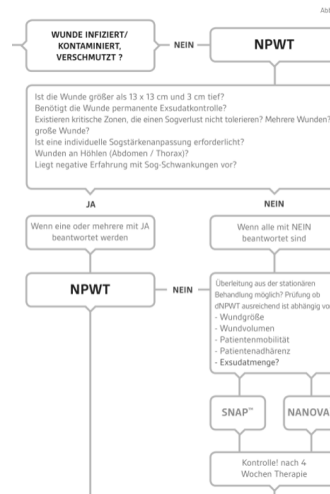 Abb
WUNDE INFIZIERT/
KONTAMINIERT,
VERSCHMUTZT ?
NEIN
NPWT
Ist die Wunde größer als 13 x 13 cm und 3 cm tief?
Benötigt die Wunde permanente Exsudatkontrolle?
Existieren kritische Zonen, die einen Sogverlust nicht tolerieren? Mehrere Wunden?
große Wunde?
Ist eine individuelle Sogstärkenanpassung erforderlich?
Wunden an Höhlen (Abdomen / Thorax)?
Liegt negative Erfahrung mit Sog-Schwankungen vor?
JA
NEIN
Wenn eine oder mehrere mit JA
beantwortet werden
Wenn alle mit NEIN
beantwortet sind
NPWT
NEIN
Überleitung aus der stationären
Behandlung möglich? Prüfung ob
dNPWT ausreichend ist abhängig vo
- Wundgröße
- Wundvolumen
- Patientenmobilität
- Patientenadhärenz
- Exsudatmenge?
SNAP™
NANOVA
Kontrolle! nach 4
Wochen Therapie